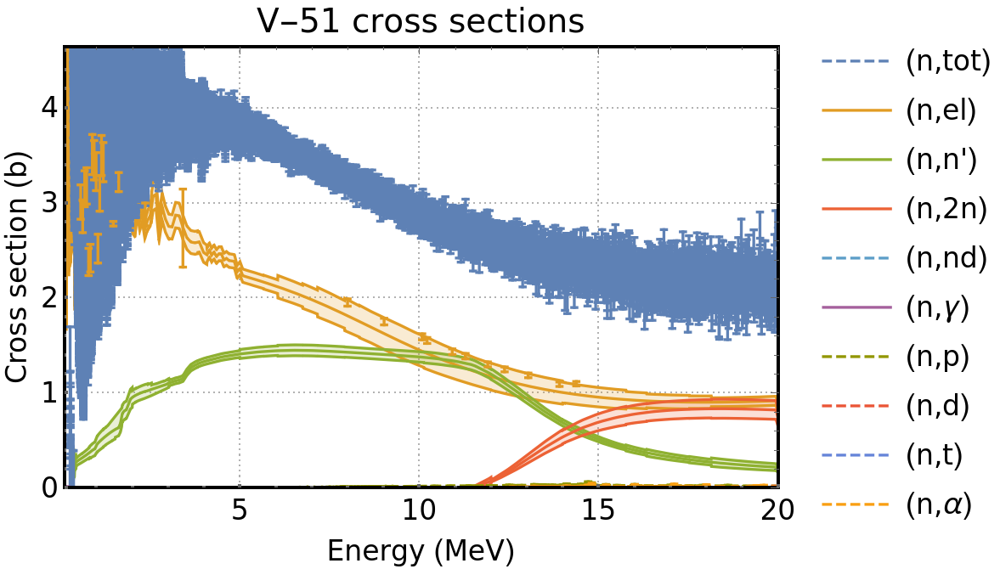 V–51 cross sections
Cross section (b)
4
3
2
1
0
5
10
15
20
Energy (MeV)
(n,tot)
(n,el)
(n,n')
(n,2n)
(n,nd)
(n,γ)
(n,p)
(n,d)
(n,t)
(n,α)